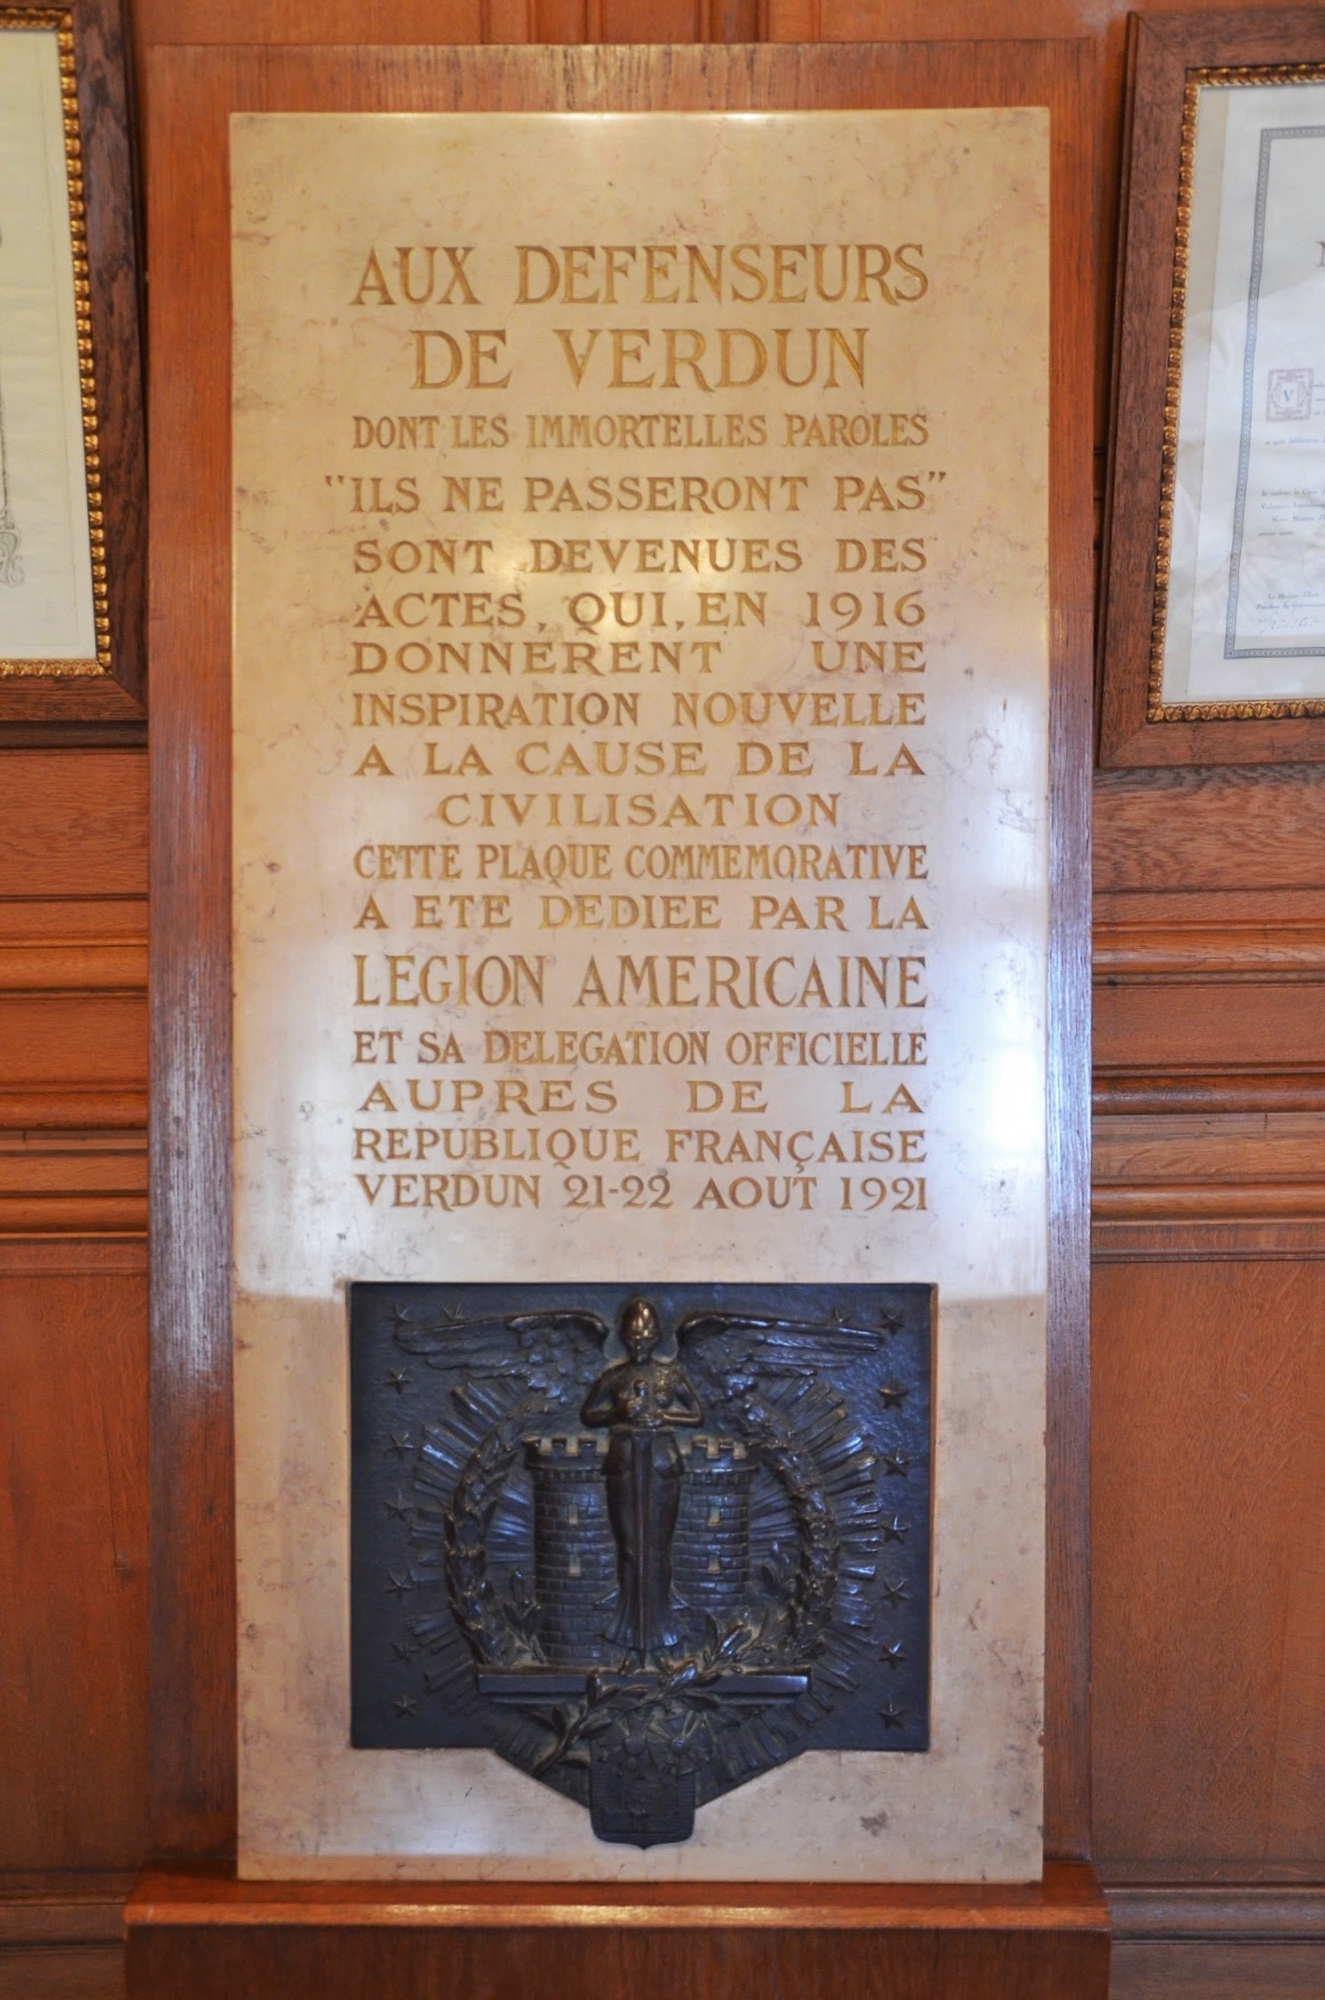 AUX DEFENSEURS
DE VERDUN
DONT LES IMMORTELLES PAROLES
"ILS NE PASSERONT PAS"
SONT DEVENUES DES
ACTES, QUI, EN 1916
DONNERENT UNE
INSPIRATION NOUVELLE
A LA CAUSE DE LA
CIVILISATION
CETTE PLAQUE COMMEMORATIVE
A ETE DEDIEE PAR LA
LEGION AMERICAINE
ET SA DELEGATION OFFICIELLE
AUPRES DE LA
REPUBLIQUE FRANÇAISE
VERDUN 21-22 AOUT 1921
V